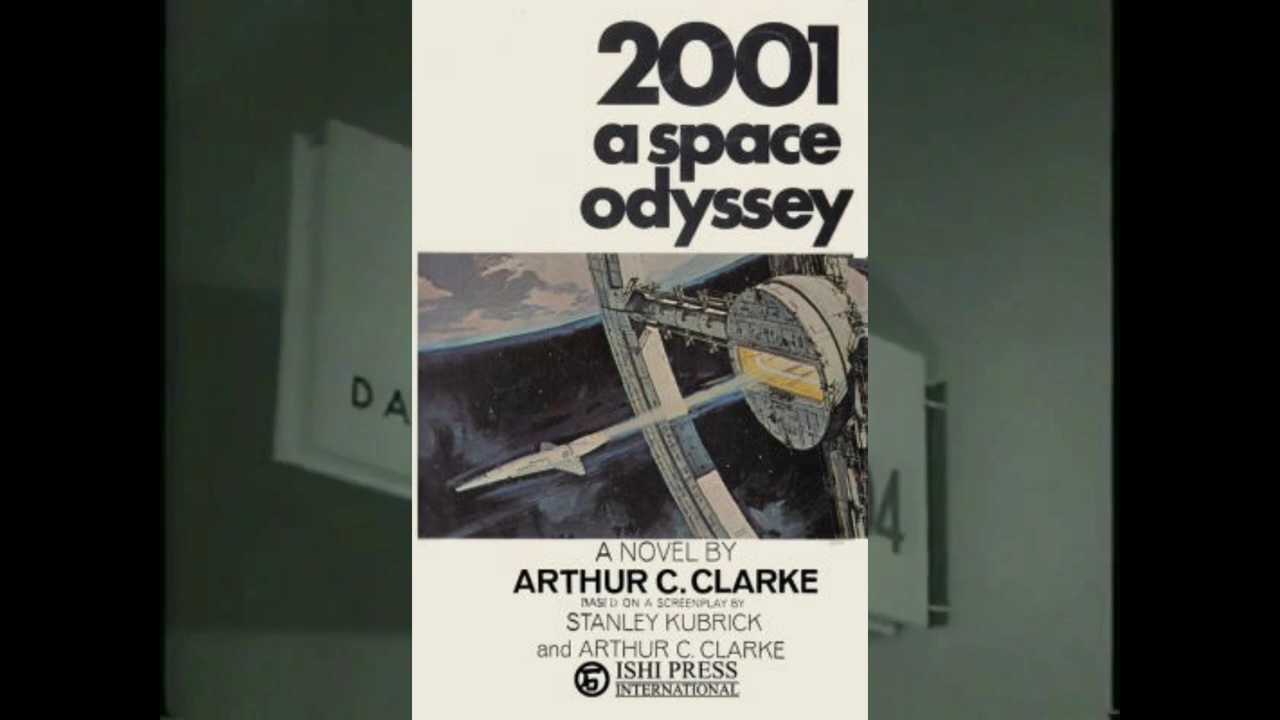 2001
a space
odyssey
DA
04
A NOVEL BY
ARTHUR C. CLARKE
BASED ON A SCREENPLAY BY
STANLEY KUBRICK
and ARTHUR C. CLARKE
ISHI PRESS
INTERNATIONAL